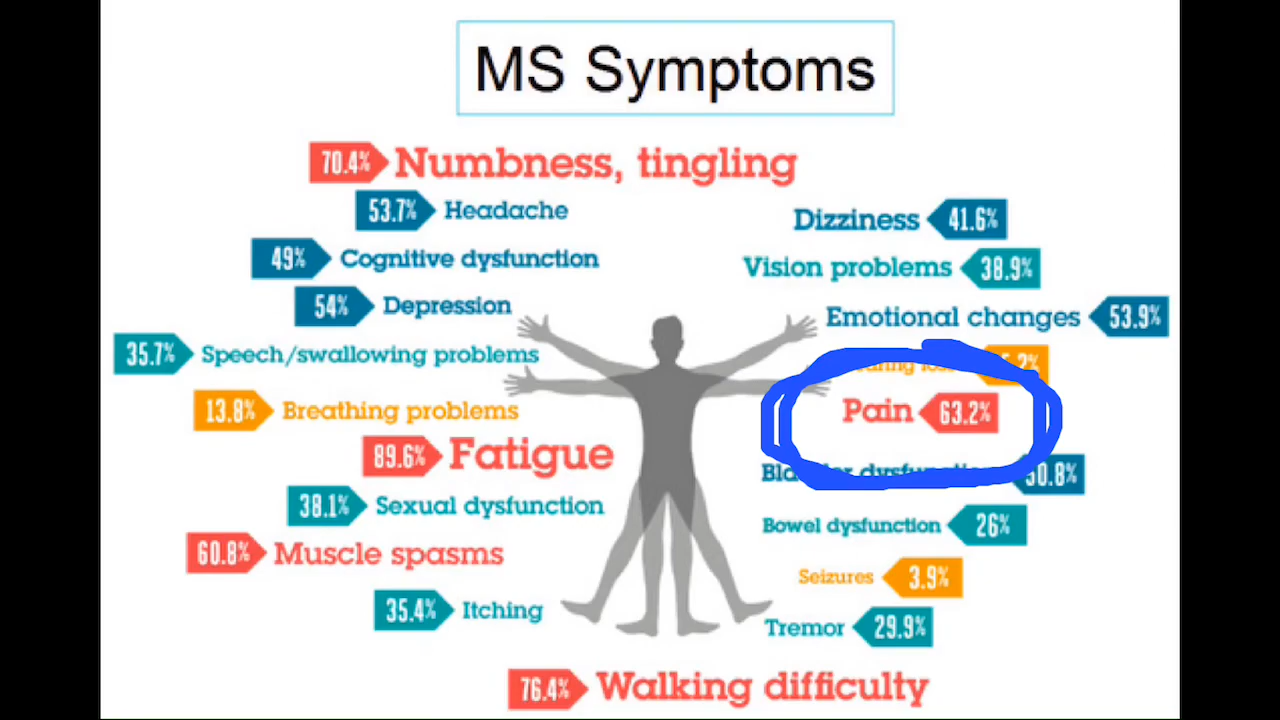 MS Symptoms
70.4% Numbness, tingling
53.7% Headache
49% Cognitive dysfunction
54% Depression
35.7% Speech/swallowing problems
13.8% Breathing problems
89.6% Fatigue
38.1% Sexual dysfunction
60.8% Muscle spasms
35.4% Itching
Dizziness 41.6%
Vision problems 38.9%
Emotional changes 53.9%
Pain 63.2%
dysfunction 50.8%
Bowel dysfunction 26%
Seizures 3.9%
Tremor 29.9%
76.4% Walking difficulty